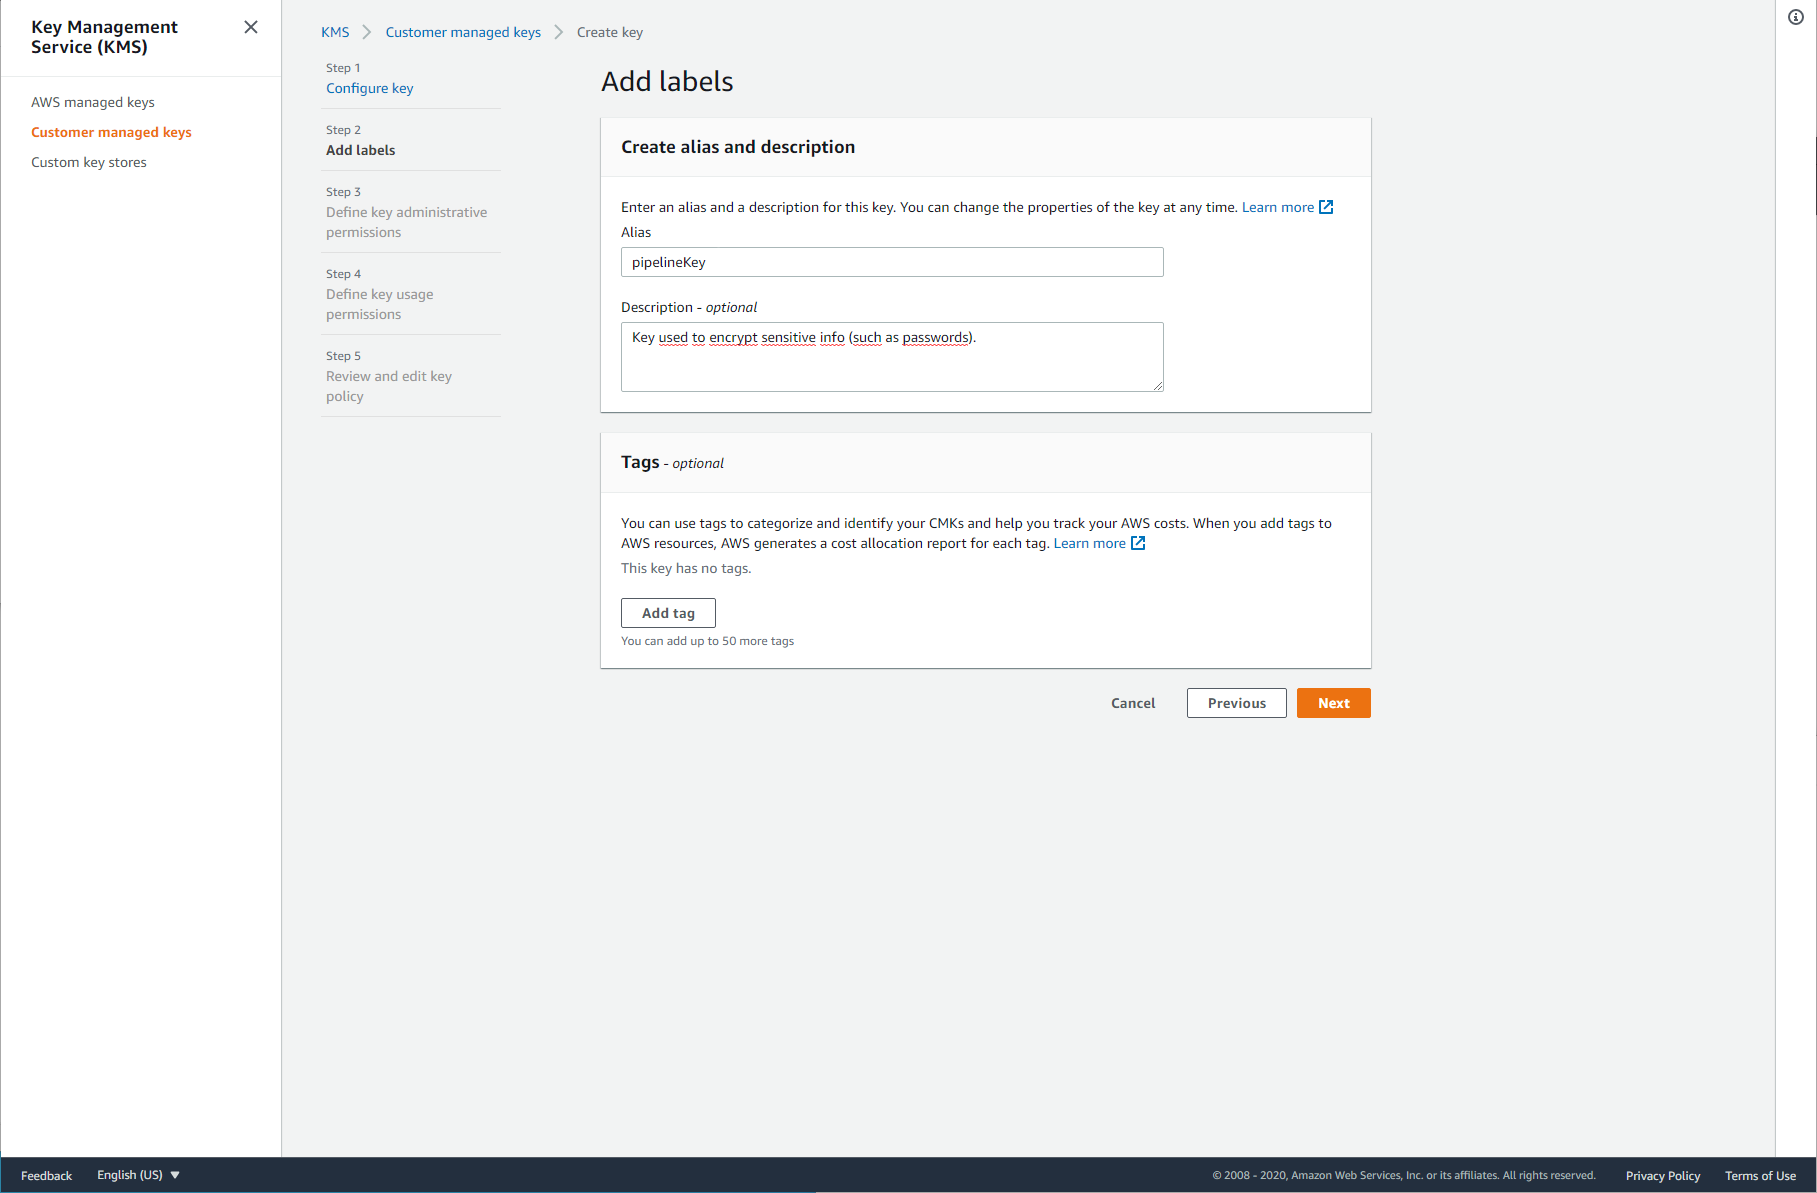 Key Management
Service (KMS)
AWS managed keys
Customer managed keys
Custom key stores
KMS
Customer managed keys
Create key
Step 1
Configure key
Step 2
Add labels
Step 3
Define key administrative
permissions
Step 4
Define key usage
permissions
Step 5
Review and edit key
policy
Add labels
Create alias and description
Enter an alias and a description for this key. You can change the properties of the key at any time. Learn more
Alias
pipelineKey
Description - optional
Key used to encrypt sensitive info (such as passwords).
Tags - optional
You can use tags to categorize and identify your CMKs and help you track your AWS costs. When you add tags to
AWS resources, AWS generates a cost allocation report for each tag. Learn more
This key has no tags.
Add tag
You can add up to 50 more tags
Cancel
Previous
Next
Feedback
English (US)
© 2008 - 2020, Amazon Web Services, Inc. or its affiliates. All rights reserved.
Privacy Policy
Terms of Use